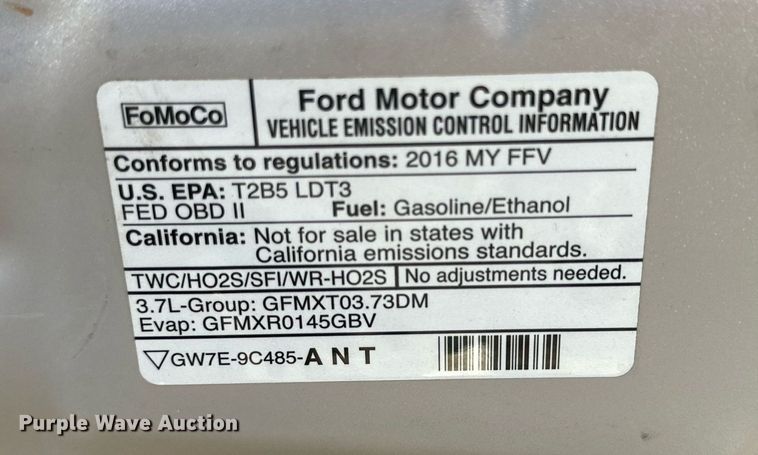 FoMoCo
Ford Motor Company
VEHICLE EMISSION CONTROL INFORMATION
Conforms to regulations: 2016 MY FFV
U.S. EPA: T2B5 LDT3
FED OBD II Fuel: Gasoline/Ethanol
California: Not for sale in states with
California emissions standards.
TWC/HO2S/SFI/WR-HO2S No adjustments needed.
3.7L-Group: GFMXT03.73DM
Evap: GFMXR0145GBV
GW7E-9C485-ANT
Purple Wave Auction